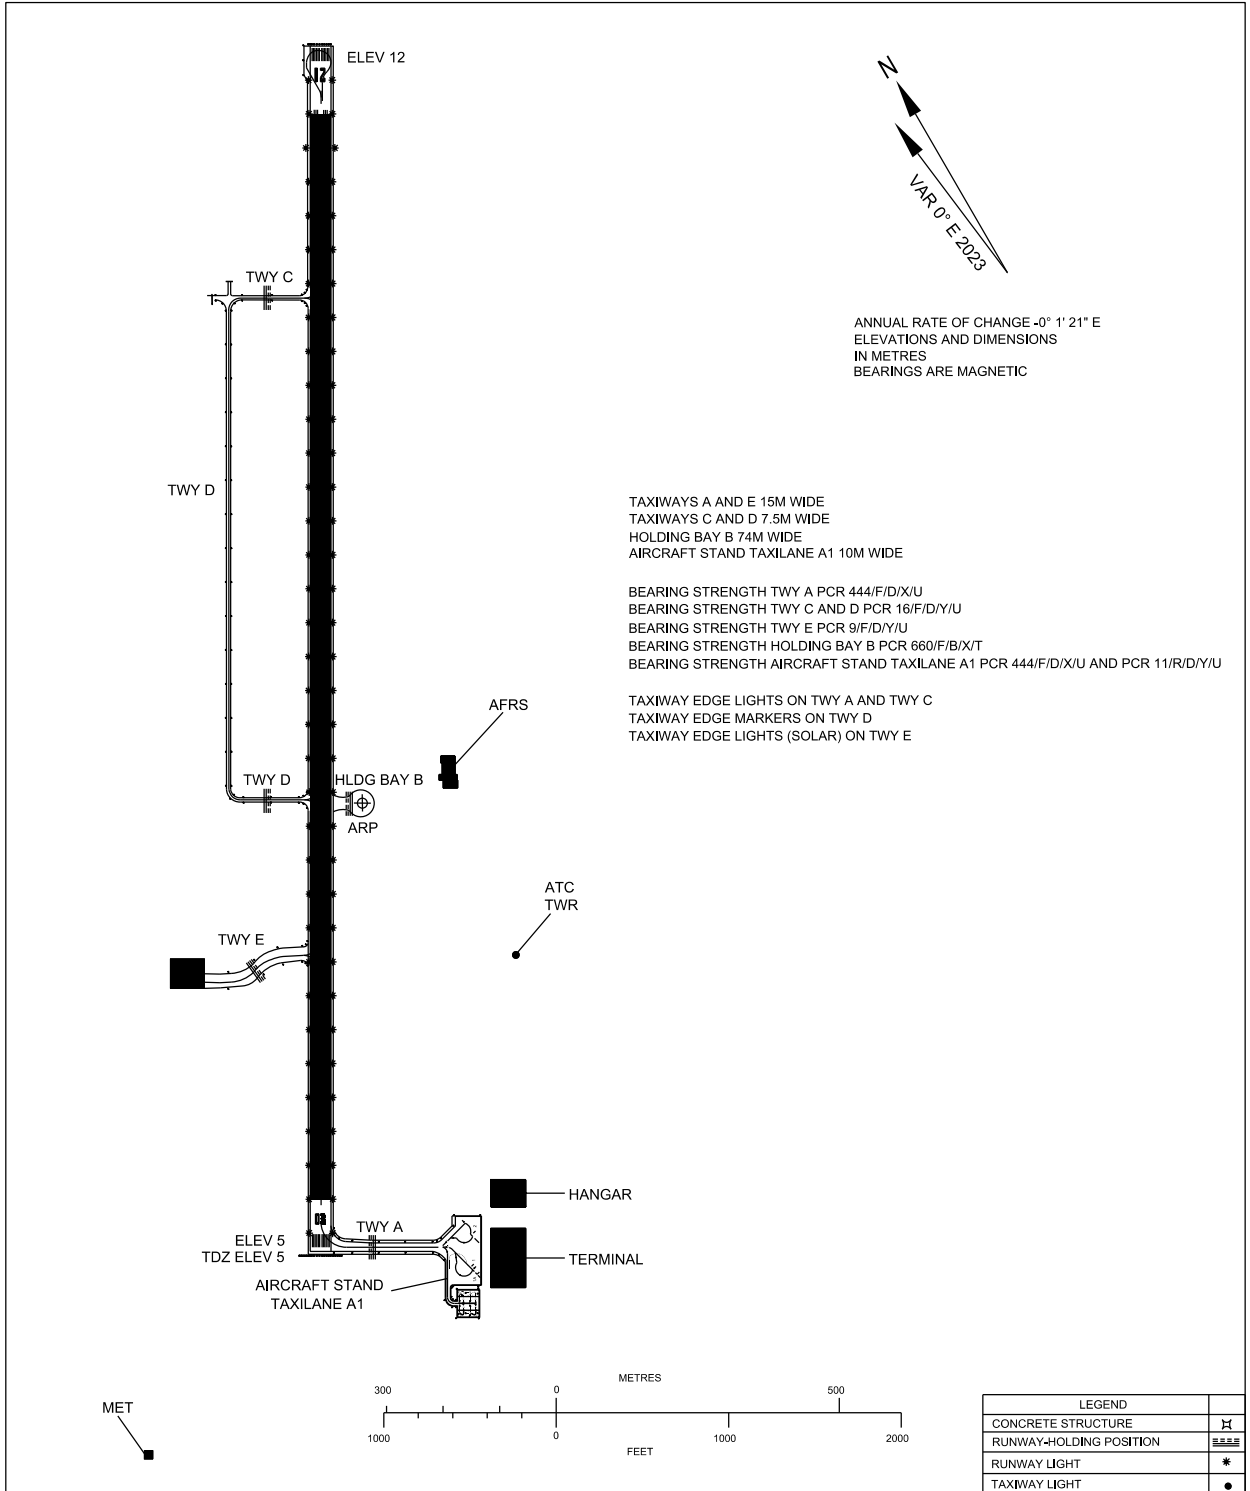 ELEV 12
12
N
VAR 0° E 2023
TWY C
ANNUAL RATE OF CHANGE -0° 1' 21" E
ELEVATIONS AND DIMENSIONS
IN METRES
BEARINGS ARE MAGNETIC
TWY D
TAXIWAYS A AND E 15M WIDE
TAXIWAYS C AND D 7.5M WIDE
HOLDING BAY B 74M WIDE
AIRCRAFT STAND TAXILANE A1 10M WIDE
BEARING STRENGTH TWY A PCR 444/F/D/X/U
BEARING STRENGTH TWY C AND D PCR 16/F/D/Y/U
BEARING STRENGTH TWY E PCR 9/F/D/Y/U
BEARING STRENGTH HOLDING BAY B PCR 660/F/B/X/T
BEARING STRENGTH AIRCRAFT STAND TAXILANE A1 PCR 444/F/D/X/U AND PCR 11/R/D/Y/U
TAXIWAY EDGE LIGHTS ON TWY A AND TWY C
TAXIWAY EDGE MARKERS ON TWY D
TAXIWAY EDGE LIGHTS (SOLAR) ON TWY E
AFRS
TWY D
HLDG BAY B
ARP
ATC
TWR
TWY E
HANGAR
TWY A
ELEV 5
TDZ ELEV 5
TERMINAL
AIRCRAFT STAND
TAXILANE A1
METRES
300 0 500
1000 0 1000 2000
FEET
MET
LEGEND
CONCRETE STRUCTURE
RUNWAY-HOLDING POSITION
RUNWAY LIGHT
TAXIWAY LIGHT